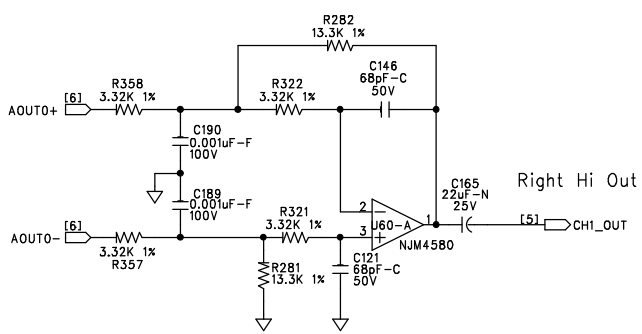 R282
13.3K 1%
C146
68pF-C
50V
R358
3.32K 1%
R322
3.32K 1%
AOUT0+
[6]
C190
0.001uF-F
100V
C189
0.001uF-F
100V
Right Hi Out
C165
22uF-N
25V
[5]
CH1_OUT
2
3
1
U60-A
NJM4580
AOUT0-
[6]
3.32K 1%
R357
R321
3.32K 1%
R281
13.3K 1%
C121
68pF-C
50V